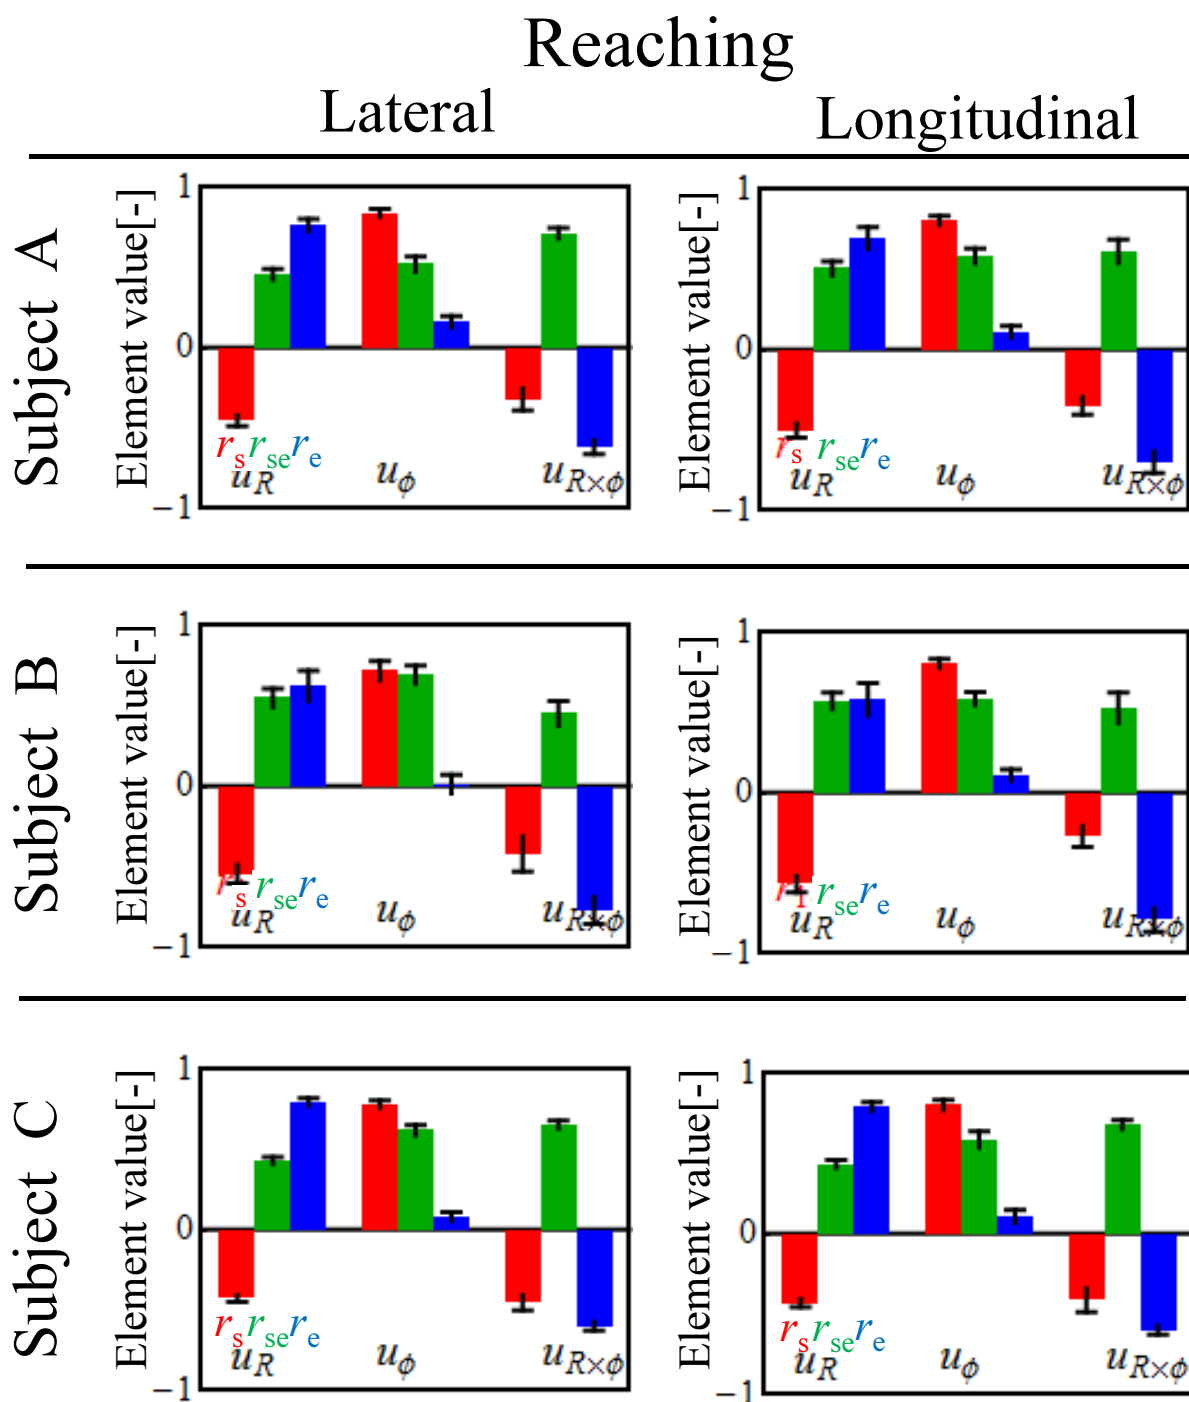 Reaching
Lateral Longitudinal
Subject A
Element value[-]
1
0
−1
r_s r_se r_e
u_R u_ϕ u_R×ϕ
Element value[-]
1
0
−1
r_s r_se r_e
u_R u_ϕ u_R×ϕ
Subject B
Element value[-]
1
0
−1
r_s r_se r_e
u_R u_ϕ u_R×ϕ
Element value[-]
1
0
−1
r_1 r_se r_e
u_R u_ϕ u_R×ϕ
Subject C
Element value[-]
1
0
−1
r_s r_se r_e
u_R u_ϕ u_R×ϕ
Element value[-]
1
0
−1
r_s r_se r_e
u_R u_ϕ u_R×ϕ